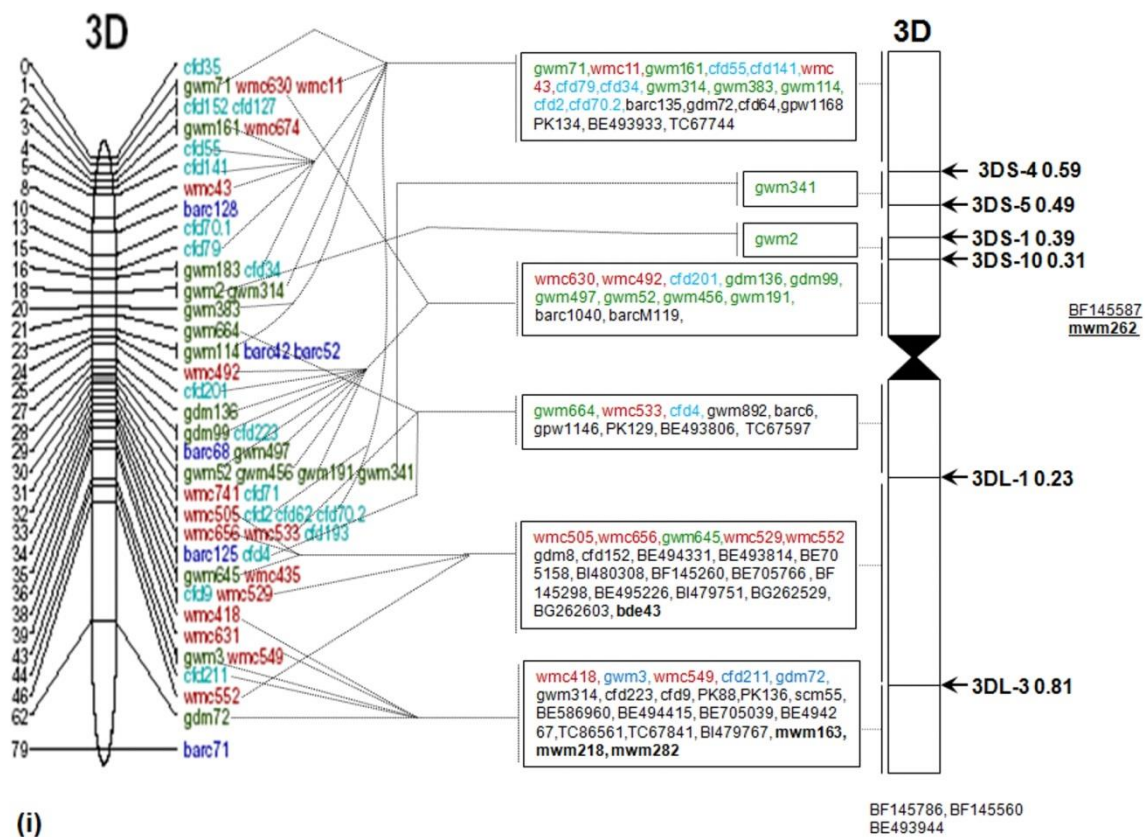 3D
0
1
2
3
4
5
8
10
13
15
16
18
20
21
23
24
25
27
28
29
30
31
32
33
34
35
36
38
39
43
44
46
62
79
cfd35
gwm71 wmc630 wmc11
cfd152 cfd127
gwm161 wmc674
cfd55
cfd141
wmc43
barc128
cfd70.1
cfd79
gwm183 cfd34
gwm2 gwm314
gwm383
gwm664
gwm114 barc42 barc52
wmc492
cfd201
gdm136
gdm99 cfd223
barc68 gwm497
gwm52 gwm456 gwm191 gwm341
wmc741 cfd71
wmc505 cfd2 cfd62 cfd70.2
wmc656 wmc533 cfd193
barc125 cfd4
gwm645 wmc435
cfd9 wmc529
wmc418
wmc631
gwm3 wmc549
cfd211
wmc552
gdm72
barc71
gwm71,wmc11,gwm161,cfd55,cfd141,wmc
43,cfd79,cfd34, gwm314, gwm383, gwm114,
cfd2,cfd70.2,barc135,gdm72,cfd64,gpw1168
PK134, BE493933, TC67744
gwm341
gwm2
wmc630, wmc492, cfd201, gdm136, gdm99,
gwm497, gwm52, gwm456, gwm191,
barc1040, barcM119,
gwm664, wmc533, cfd4, gwm892, barc6,
gpw1146, PK129, BE493806, TC67597
wmc505,wmc656, gwm645,wmc529,wmc552
gdm8, cfd152, BE494331, BE493814, BE705
158, BI480308, BF145260, BE705766, BF
145298, BE495226, BI479751, BG262529,
BG262603, bde43
wmc418, gwm3, wmc549, cfd211, gdm72,
gwm314, cfd223, cfd9, PK88,PK136, scm55,
BE586960, BE494415, BE705039, BE4942
67,TC86561,TC67841, BI479767, mwm163,
mwm218, mwm282
3D
3DS-4 0.59
3DS-5 0.49
3DS-1 0.39
3DS-10 0.31
BF145587
mwm262
3DL-1 0.23
3DL-3 0.81
BF145786, BF145560
BE493944
(i)